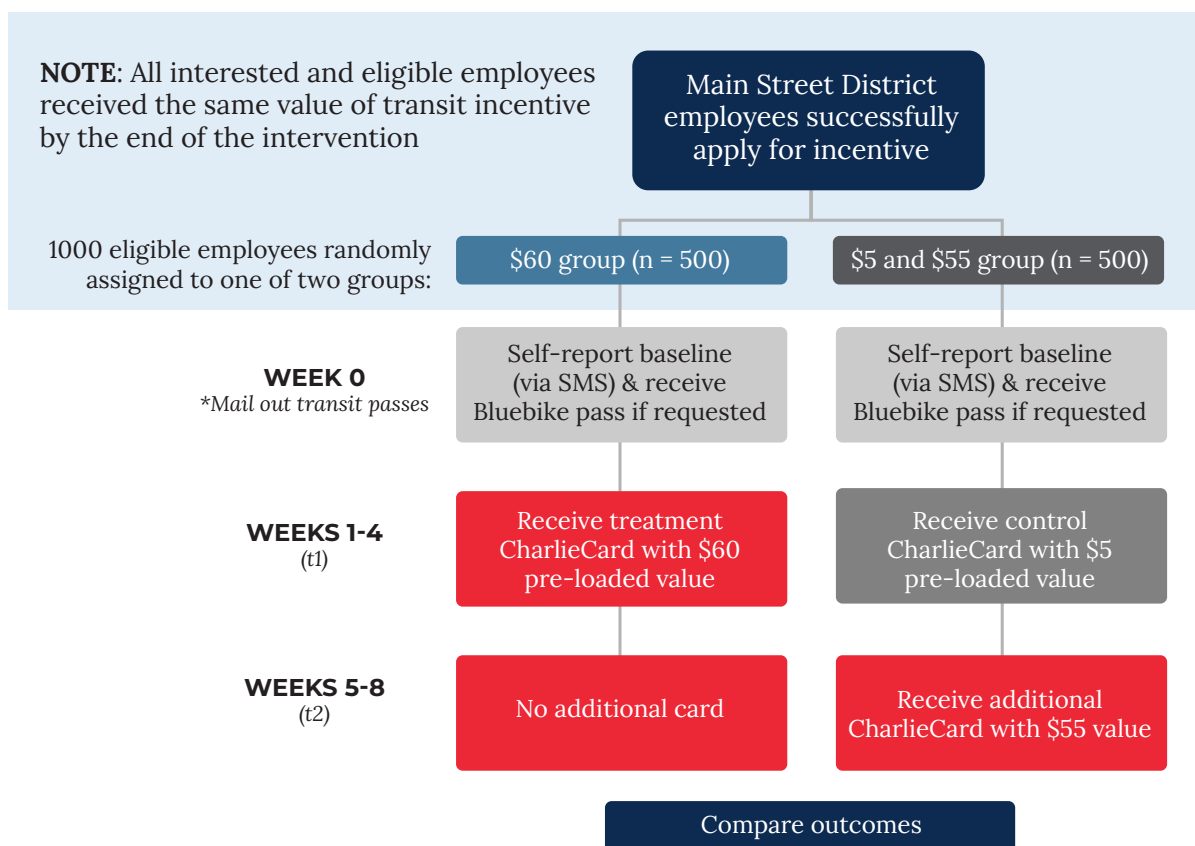 NOTE: All interested and eligible employees
received the same value of transit incentive
by the end of the intervention
Main Street District
employees successfully
apply for incentive
1000 eligible employees randomly
assigned to one of two groups:
$60 group (n = 500)
$5 and $55 group (n = 500)
WEEK 0
*Mail out transit passes
Self-report baseline
(via SMS) & receive
Bluebike pass if requested
Self-report baseline
(via SMS) & receive
Bluebike pass if requested
WEEKS 1-4
(t1)
Receive treatment
CharlieCard with $60
pre-loaded value
Receive control
CharlieCard with $5
pre-loaded value
WEEKS 5-8
(t2)
No additional card
Receive additional
CharlieCard with $55 value
Compare outcomes